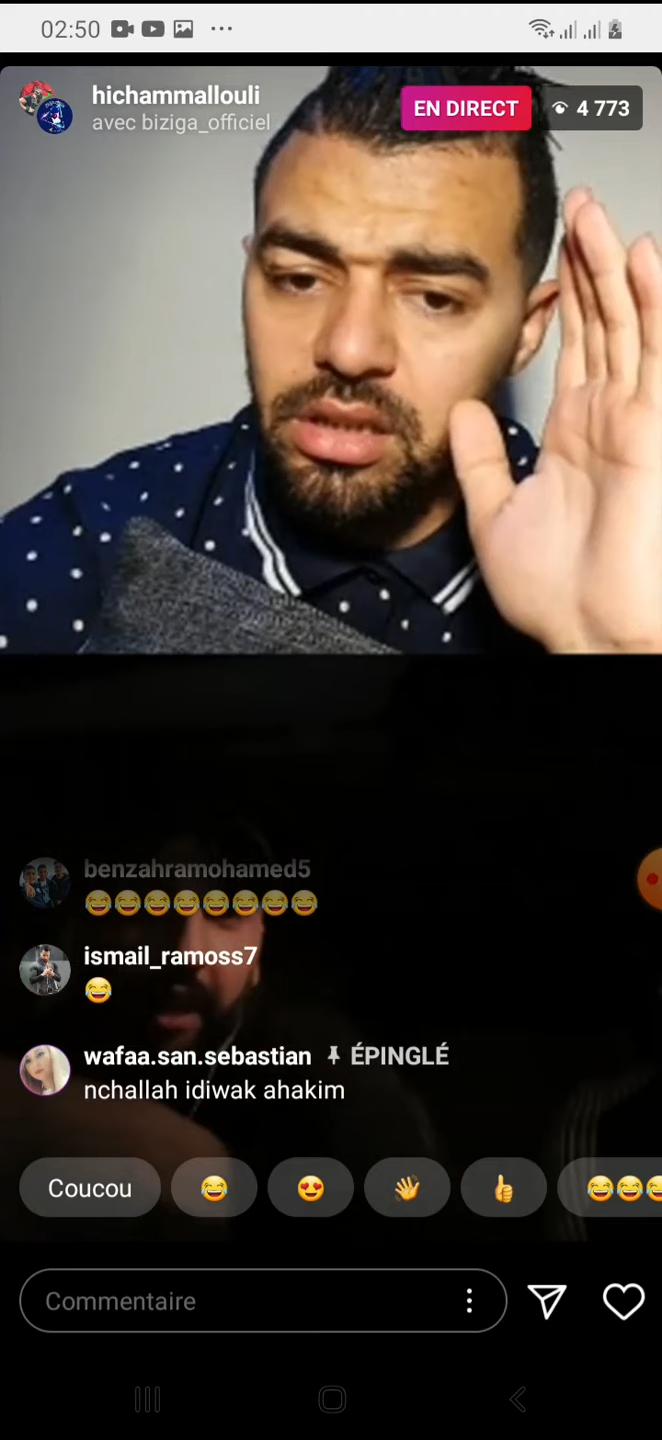 02:50
hichammallouli
avec biziga_officiel
EN DIRECT
4 773
benzahramohamed5
😂😂😂😂😂😂😂😂
ismail_ramoss7
😂
wafaa.san.sebastian ÉPINGLÉ
nchallah idiwak ahakim
Coucou 😂 😍 👋 👍 😂😂😂
Commentaire